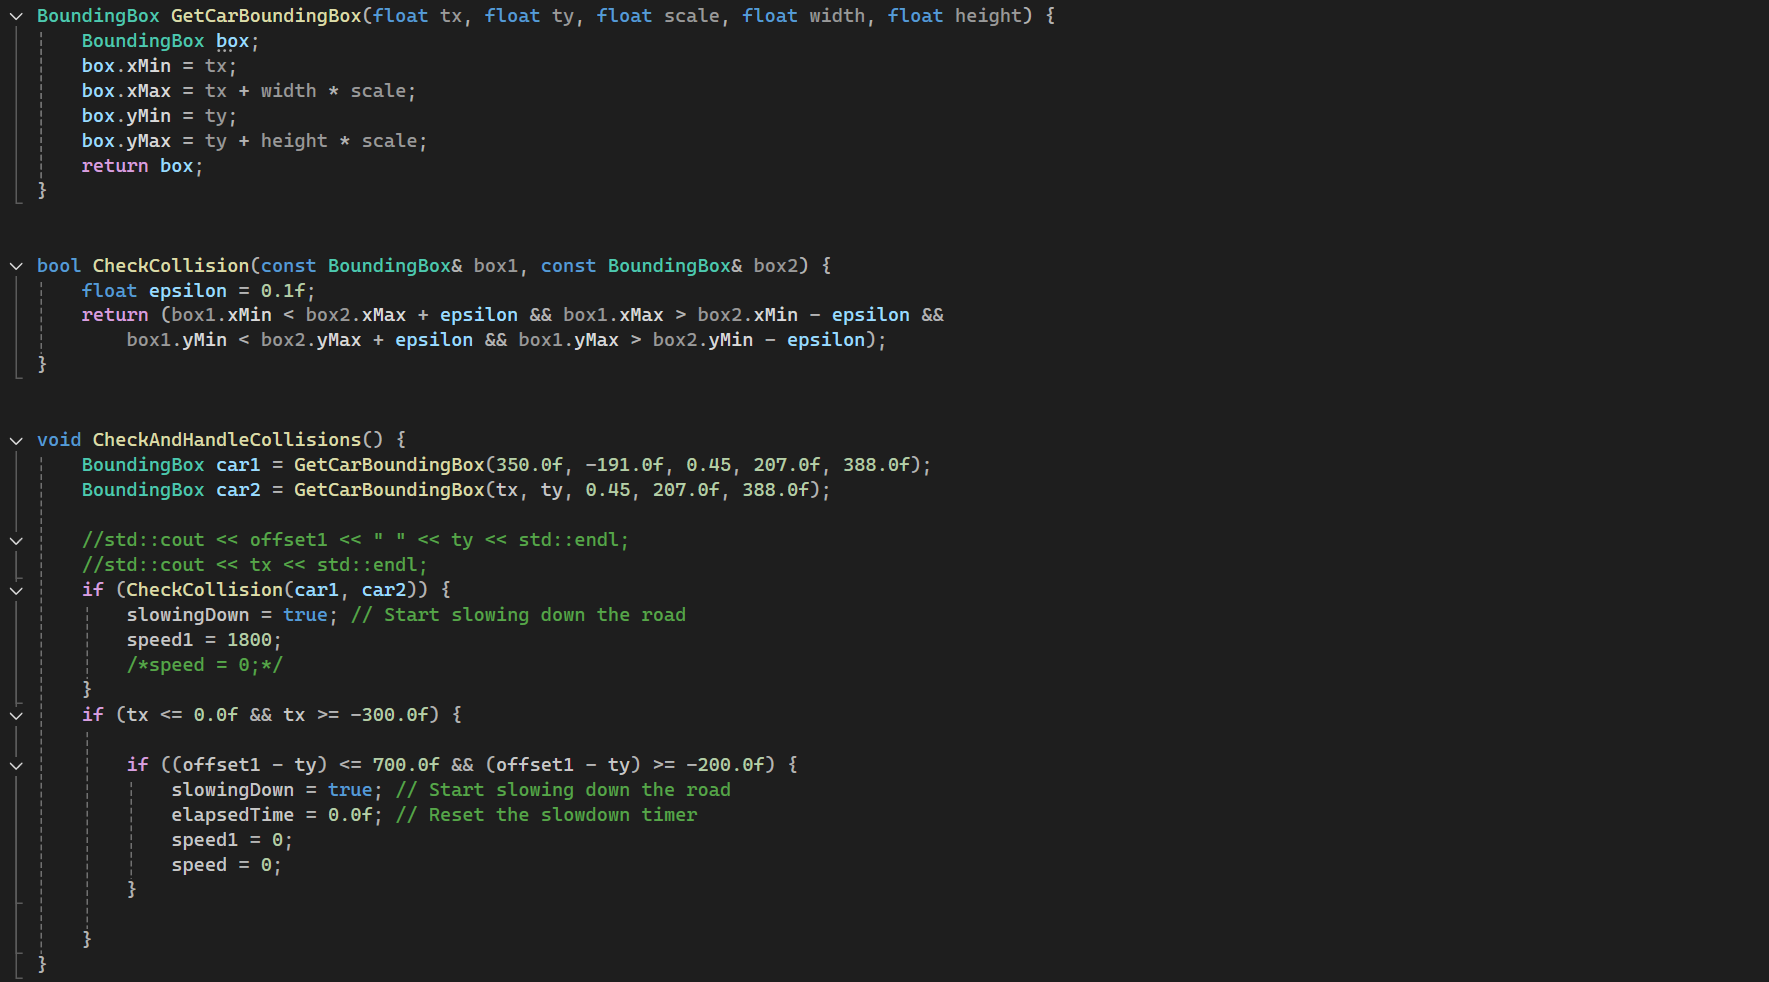 BoundingBox GetCarBoundingBox(float tx, float ty, float scale, float width, float height) {
    BoundingBox box;
    box.xMin = tx;
    box.xMax = tx + width * scale;
    box.yMin = ty;
    box.yMax = ty + height * scale;
    return box;
}
bool CheckCollision(const BoundingBox& box1, const BoundingBox& box2) {
    float epsilon = 0.1f;
    return (box1.xMin < box2.xMax + epsilon && box1.xMax > box2.xMin - epsilon &&
        box1.yMin < box2.yMax + epsilon && box1.yMax > box2.yMin - epsilon);
}
void CheckAndHandleCollisions() {
    BoundingBox car1 = GetCarBoundingBox(350.0f, -191.0f, 0.45, 207.0f, 388.0f);
    BoundingBox car2 = GetCarBoundingBox(tx, ty, 0.45, 207.0f, 388.0f);
    //std::cout << offset1 << " " << ty << std::endl;
    //std::cout << tx << std::endl;
    if (CheckCollision(car1, car2)) {
        slowingDown = true; // Start slowing down the road
        speed1 = 1800;
        /*speed = 0;*/
    }
    if (tx <= 0.0f && tx >= -300.0f) {
        if ((offset1 - ty) <= 700.0f && (offset1 - ty) >= -200.0f) {
            slowingDown = true; // Start slowing down the road
            elapsedTime = 0.0f; // Reset the slowdown timer
            speed1 = 0;
            speed = 0;
        }
    }
}